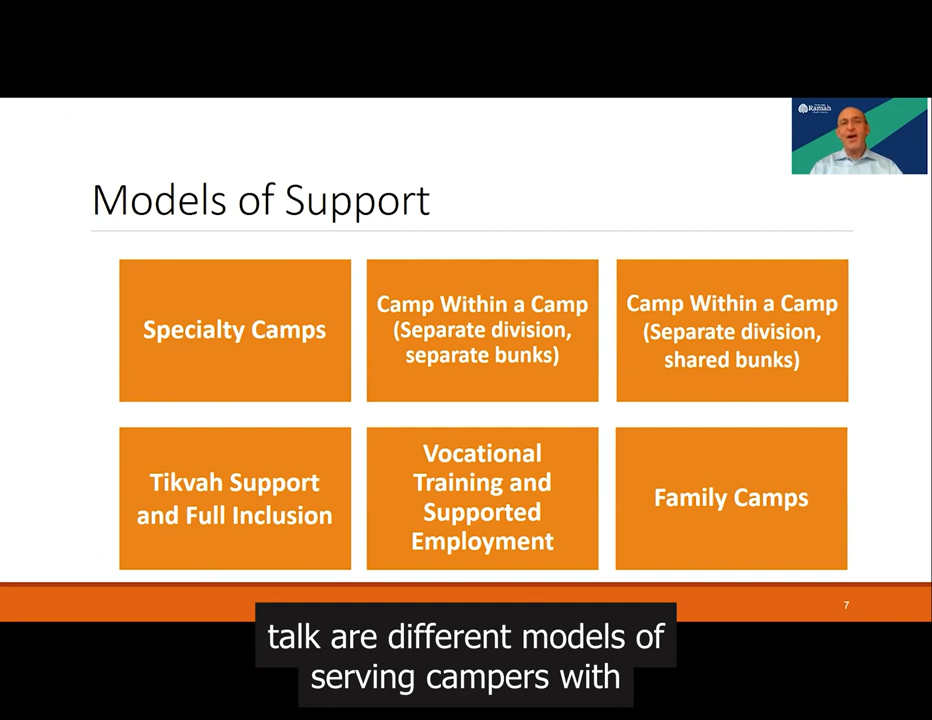 Ramah
Models of Support
Specialty Camps
Camp Within a Camp
(Separate division,
separate bunks)
Camp Within a Camp
(Separate division,
shared bunks)
Tikvah Support
and Full Inclusion
Vocational
Training and
Supported
Employment
Family Camps
7
talk are different models of
serving campers with